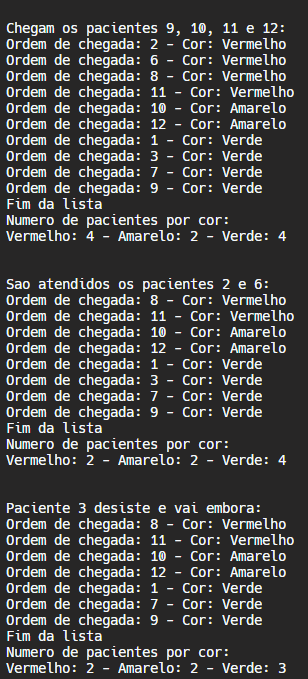 Chegam os pacientes 9, 10, 11 e 12:
Ordem de chegada: 2 - Cor: Vermelho
Ordem de chegada: 6 - Cor: Vermelho
Ordem de chegada: 8 - Cor: Vermelho
Ordem de chegada: 11 - Cor: Vermelho
Ordem de chegada: 10 - Cor: Amarelo
Ordem de chegada: 12 - Cor: Amarelo
Ordem de chegada: 1 - Cor: Verde
Ordem de chegada: 3 - Cor: Verde
Ordem de chegada: 7 - Cor: Verde
Ordem de chegada: 9 - Cor: Verde
Fim da lista
Numero de pacientes por cor:
Vermelho: 4 - Amarelo: 2 - Verde: 4
Sao atendidos os pacientes 2 e 6:
Ordem de chegada: 8 - Cor: Vermelho
Ordem de chegada: 11 - Cor: Vermelho
Ordem de chegada: 10 - Cor: Amarelo
Ordem de chegada: 12 - Cor: Amarelo
Ordem de chegada: 1 - Cor: Verde
Ordem de chegada: 3 - Cor: Verde
Ordem de chegada: 7 - Cor: Verde
Ordem de chegada: 9 - Cor: Verde
Fim da lista
Numero de pacientes por cor:
Vermelho: 2 - Amarelo: 2 - Verde: 4
Paciente 3 desiste e vai embora:
Ordem de chegada: 8 - Cor: Vermelho
Ordem de chegada: 11 - Cor: Vermelho
Ordem de chegada: 10 - Cor: Amarelo
Ordem de chegada: 12 - Cor: Amarelo
Ordem de chegada: 1 - Cor: Verde
Ordem de chegada: 7 - Cor: Verde
Ordem de chegada: 9 - Cor: Verde
Fim da lista
Numero de pacientes por cor:
Vermelho: 2 - Amarelo: 2 - Verde: 3